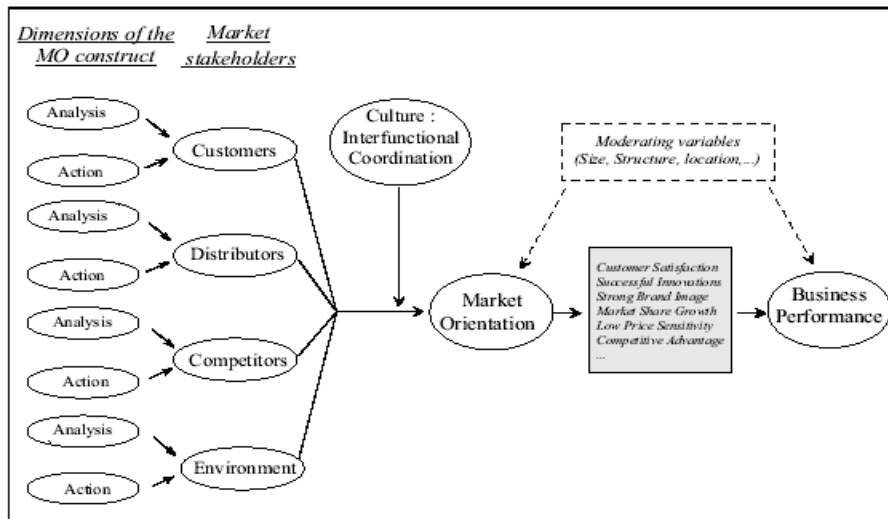 Dimensions of the
MO construct
Market
stakeholders
Analysis
Action
Analysis
Action
Analysis
Action
Analysis
Action
Customers
Distributors
Competitors
Environment
Culture :
Interfunctional
Coordination
Market
Orientation
Moderating variables
(Size, Structure, location,...)
Customer Satisfaction
Successful Innovations
Strong Brand Image
Market Share Growth
Low Price Sensitivity
Competitive Advantage
...
Business
Performance